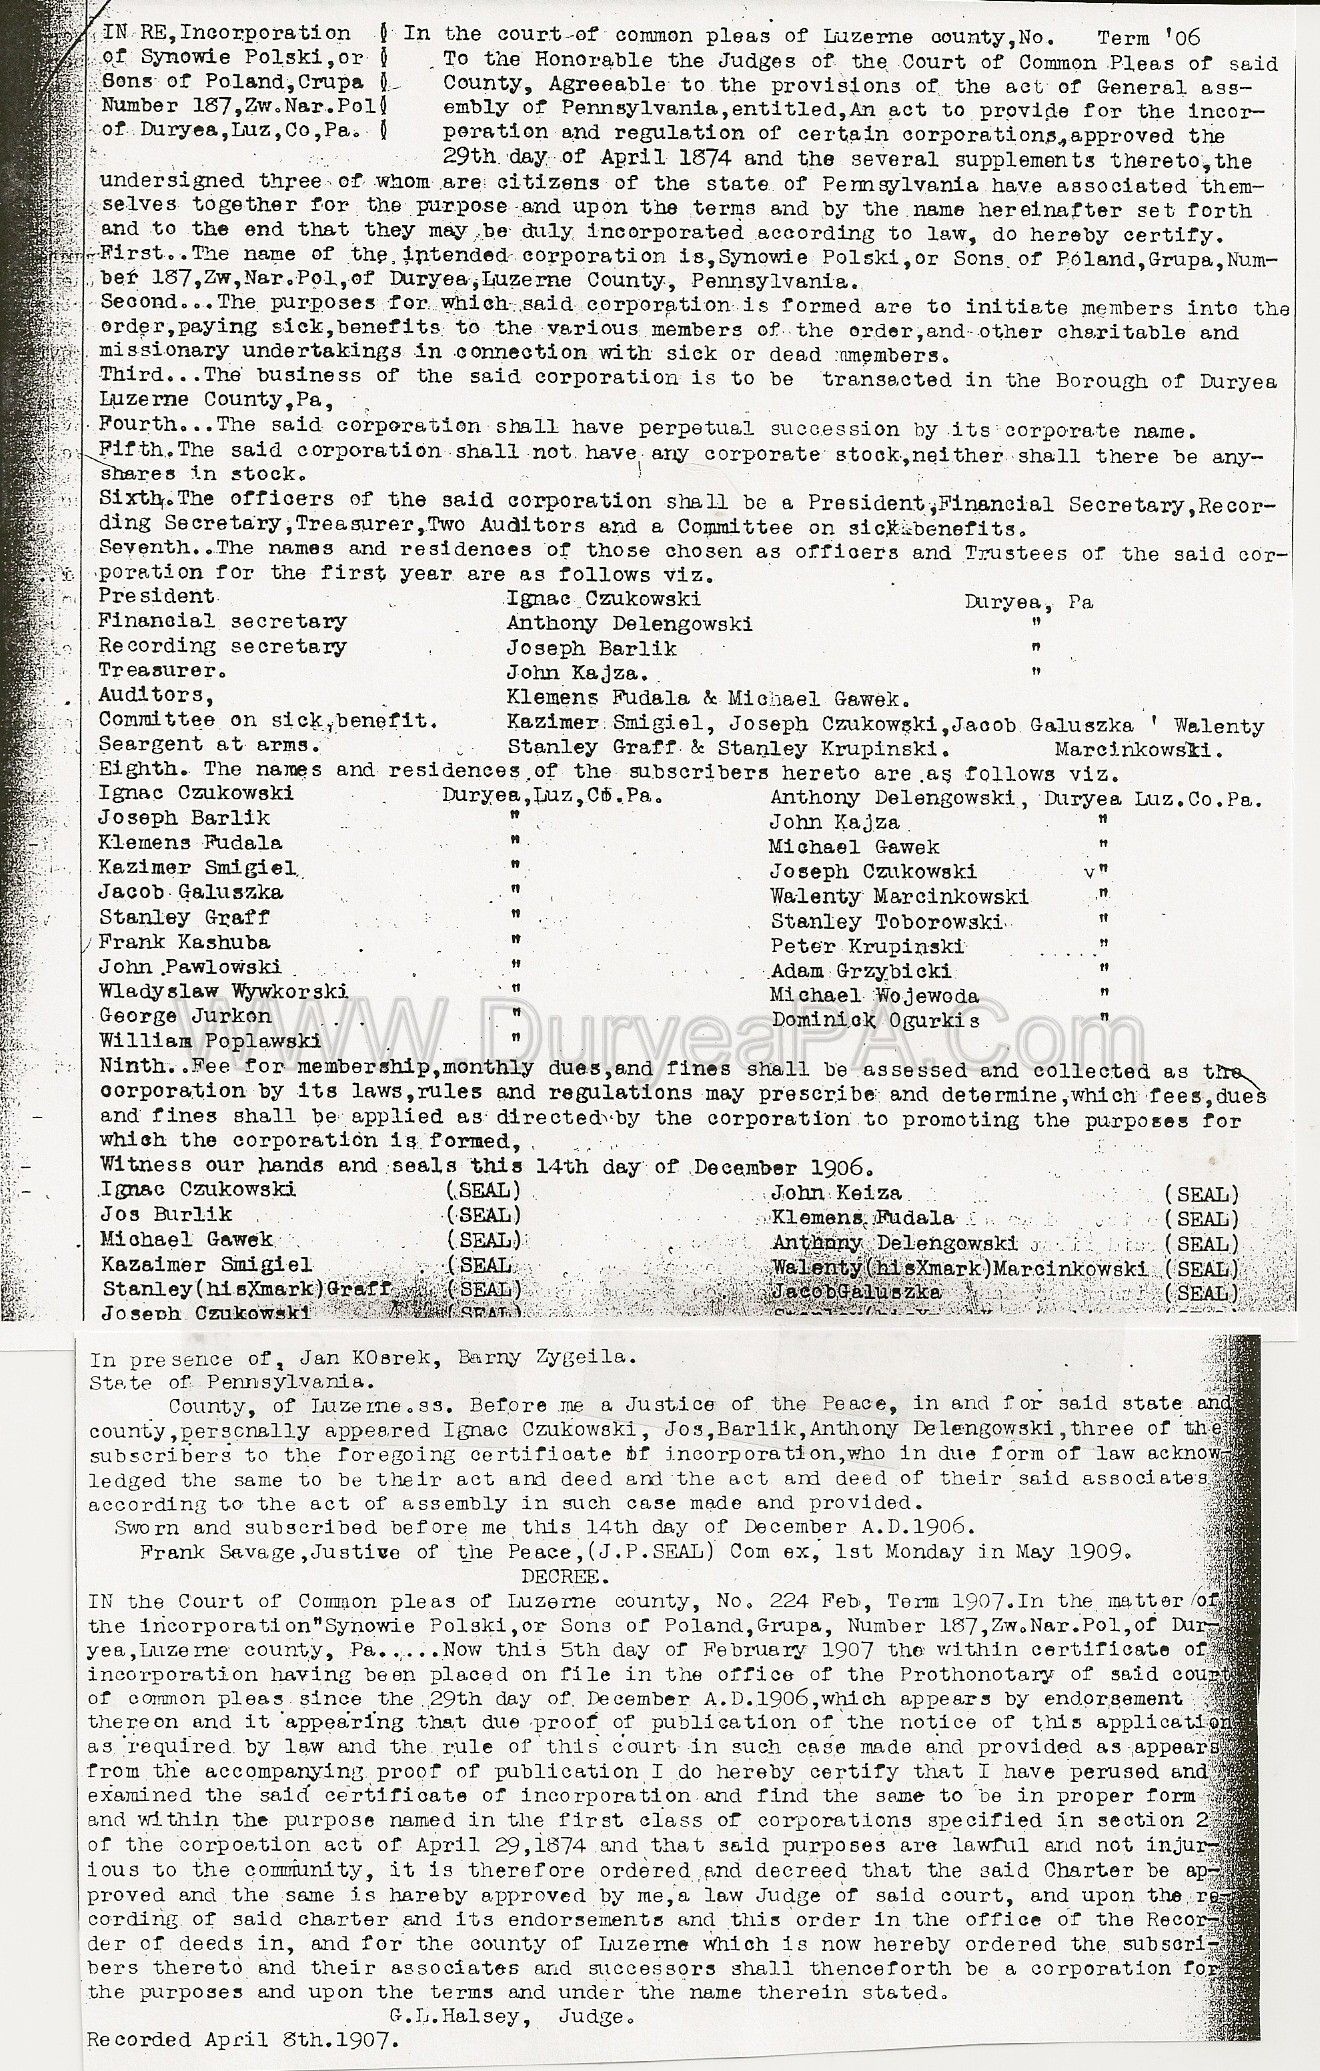 IN RE,Incorporation ( In the court of common pleas of Luzerne county,No. Term '06
of Synowie Polski,or ( To the Honorable the Judges of the Court of Common Pleas of said
Sons of Poland,Crupa ( County, Agreeable to the provisions of the act of General ass-
Number 187,Zw.Nar.Pol( embly of Pennsylvania,entitled,An act to provide for the incor-
of Duryea,Luz,Co,Pa. ( poration and regulation of certain corporations,approved the
29th day of April 1874 and the several supplements thereto,the
undersigned three of whom are citizens of the state of Pennsylvania have associated them-
selves together for the purpose and upon the terms and by the name hereinafter set forth
and to the end that they may be duly incorporated according to law, do hereby certify.
First..The name of the intended corporation is,Synowie Polski,or Sons of Poland,Grupa,Num-
ber 187,Zw,Nar.Pol,of Duryea,Luzerne County, Pennsylvania.
Second...The purposes for which said corporation is formed are to initiate members into the
order,paying sick,benefits to the various members of the order,and other charitable and
missionary undertakings in connection with sick or dead mmembers.
Third...The business of the said corporation is to be transacted in the Borough of Duryea
Luzerne County,Pa,
Fourth...The said corporation shall have perpetual succession by its corporate name.
Fifth.The said corporation shall not have any corporate stock,neither shall there be any-
shares in stock.
Sixth.The officers of the said corporation shall be a President,Financial Secretary,Recor-
ding Secretary,Treasurer,Two Auditors and a Committee on sick benefits.
Seventh..The names and residences of those chosen as officers and Trustees of the said cor-
poration for the first year are as follows viz.
President Ignac Czukowski Duryea, Pa
Financial secretary Anthony Delengowski "
Recording secretary Joseph Barlik "
Treasurer. John Kajza. "
Auditors, Klemens Fudala & Michael Gawek.
Committee on sick,benefit. Kazimer Smigiel, Joseph Czukowski,Jacob Galuszka ' Walenty
Seargent at arms. Stanley Graff & Stanley Krupinski. Marcinkowski.
Eighth. The names and residences of the subscribers hereto are as follows viz.
Ignac Czukowski Duryea,Luz,Co.Pa. Anthony Delengowski, Duryea Luz.Co.Pa.
Joseph Barlik " John Kajza "
Klemens Fudala " Michael Gawek "
Kazimer Smigiel " Joseph Czukowski v"
Jacob Galuszka " Walenty Marcinkowski "
Stanley Graff " Stanley Toborowski "
Frank Kashuba " Peter Krupinski "
John Pawlowski " Adam Grzybicki "
Wladyslaw Wywkorski " Michael Wojewoda "
George Jurkon " Dominick Ogurkis "
WWW.DuryeaPA.Com
William Poplawski "
Ninth..Fee for membership,monthly dues,and fines shall be assessed and collected as the
corporation by its laws,rules and regulations may prescribe and determine,which fees,dues
and fines shall be applied as directed by the corporation to promoting the purposes for
which the corporation is formed,
Witness our hands and seals this 14th day of December 1906.
Ignac Czukowski (SEAL) John Keiza (SEAL)
Jos Burlik (SEAL) Klemens Fudala (SEAL)
Michael Gawek (SEAL) Anthony Delengowski (SEAL)
Kazaimer Smigiel (SEAL Walenty(hisXmark)Marcinkowski (SEAL)
Stanley(hisXmark)Graff (SEAL) JacobGaluszka (SEAL)
Joseph Czukowski (SEAL)
In presence of, Jan KOsrek, Barny Zygeila.
State of Pennsylvania.
County, of Luzerne.ss. Before me a Justice of the Peace, in and for said state and
county,personally appeared Ignac Czukowski, Jos,Barlik,Anthony Delengowski,three of the
subscribers to the foregoing certificate of incorporation,who in due form of law acknow-
ledged the same to be their act and deed and the act and deed of their said associates
according to the act of assembly in such case made and provided.
Sworn and subscribed before me this 14th day of December A.D.1906.
Frank Savage,Justive of the Peace,(J.P.SEAL) Com ex, 1st Monday in May 1909.
DECREE.
IN the Court of Common pleas of Luzerne county, No. 224 Feb, Term 1907.In the matter of
the incorporation"Synowie Polski,or Sons of Poland,Grupa, Number 187,Zw.Nar.Pol,of Dur-
yea,Luzerne county, Pa.....Now this 5th day of February 1907 the within certificate of
incorporation having been placed on file in the office of the Prothonotary of said court
of common pleas since the 29th day of December A.D.1906,which appears by endorsement
thereon and it appearing that due proof of publication of the notice of this application
as required by law and the rule of this court in such case made and provided as appears
from the accompanying proof of publication I do hereby certify that I have perused and
examined the said certificate of incorporation and find the same to be in proper form
and within the purpose named in the first class of corporations specified in section 2
of the corpoation act of April 29,1874 and that said purposes are lawful and not injur-
ious to the community, it is therefore ordered and decreed that the said Charter be ap-
proved and the same is hereby approved by me,a law Judge of said court, and upon the re-
cording of said charter and its endorsements and this order in the office of the Recor-
der of deeds in, and for the county of Luzerne which is now hereby ordered the subscri-
bers thereto and their associates and successors shall thenceforth be a corporation for
the purposes and upon the terms and under the name therein stated.
G.L.Halsey, Judge.
Recorded April 8th.1907.